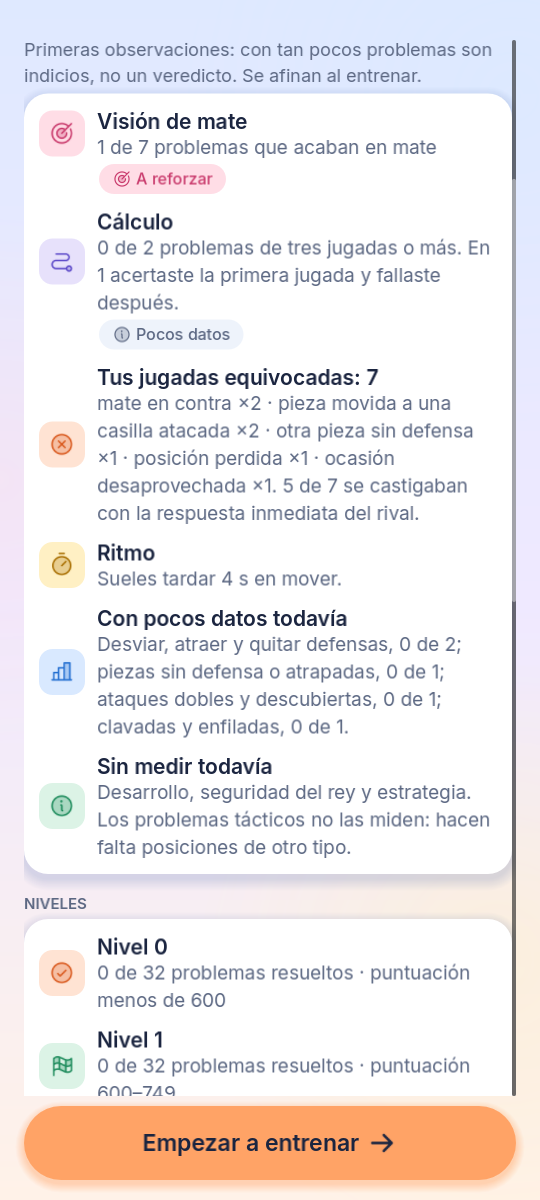 Primeras observaciones: con tan pocos problemas son
indicios, no un veredicto. Se afinan al entrenar.
Visión de mate
1 de 7 problemas que acaban en mate
A reforzar
Cálculo
0 de 2 problemas de tres jugadas o más. En
1 acertaste la primera jugada y fallaste
después.
Pocos datos
Tus jugadas equivocadas: 7
mate en contra ×2 · pieza movida a una
casilla atacada ×2 · otra pieza sin defensa
×1 · posición perdida ×1 · ocasión
desaprovechada ×1. 5 de 7 se castigaban
con la respuesta inmediata del rival.
Ritmo
Sueles tardar 4 s en mover.
Con pocos datos todavía
Desviar, atraer y quitar defensas, 0 de 2;
piezas sin defensa o atrapadas, 0 de 1;
ataques dobles y descubiertas, 0 de 1;
clavadas y enfiladas, 0 de 1.
Sin medir todavía
Desarrollo, seguridad del rey y estrategia.
Los problemas tácticos no las miden: hacen
falta posiciones de otro tipo.
NIVELES
Nivel 0
0 de 32 problemas resueltos · puntuación
menos de 600
Nivel 1
0 de 32 problemas resueltos · puntuación
600–749
Empezar a entrenar →